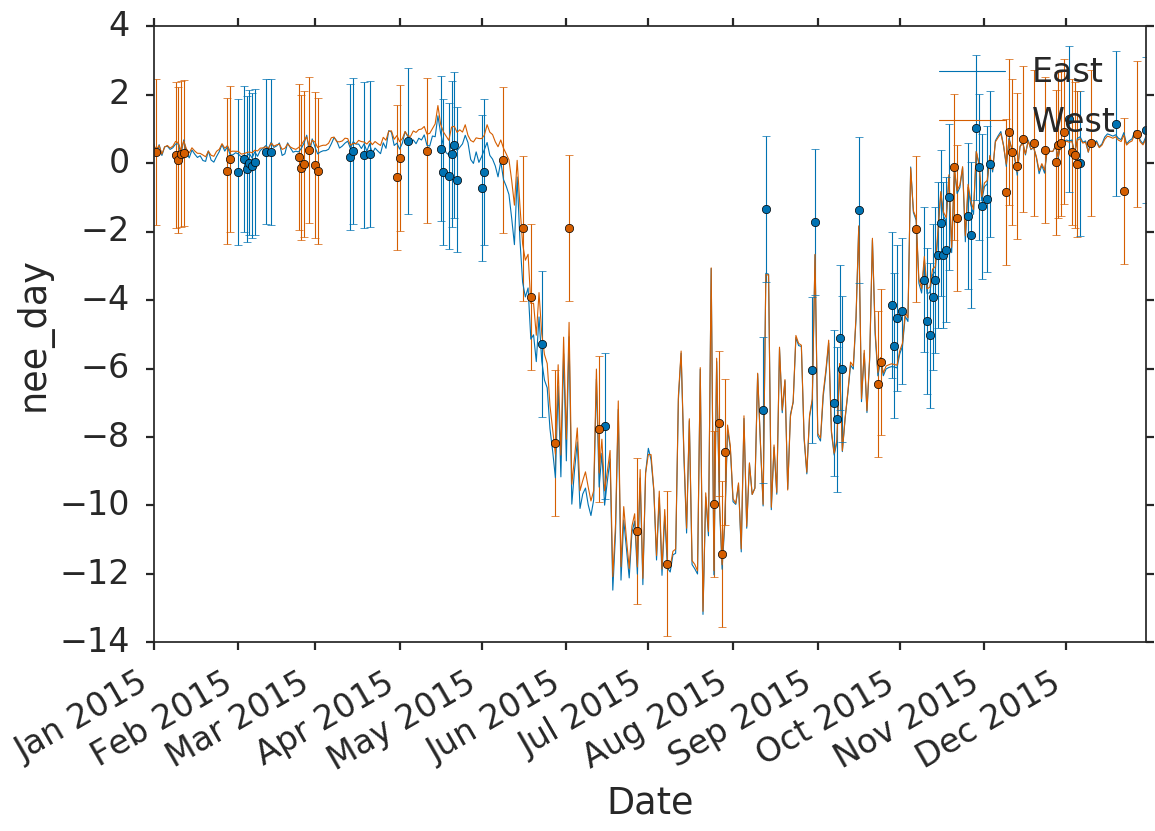 4
2
0
−2
−4
−6
−8
−10
−12
−14
nee_day
East
West
Jan 2015
Feb 2015
Mar 2015
Apr 2015
May 2015
Jun 2015
Jul 2015
Aug 2015
Sep 2015
Oct 2015
Nov 2015
Dec 2015
Date